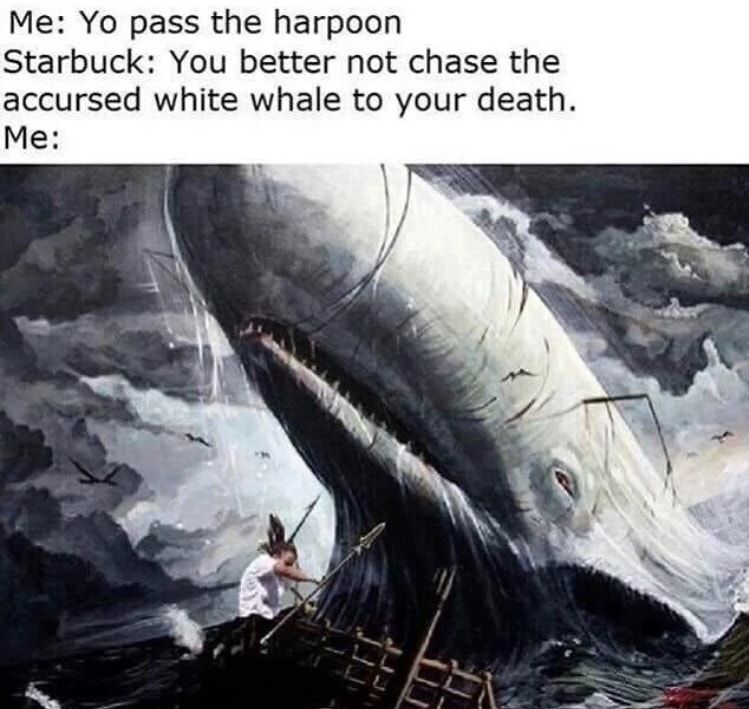 Me: Yo pass the harpoon
Starbuck: You better not chase the
accursed white whale to your death.
Me: